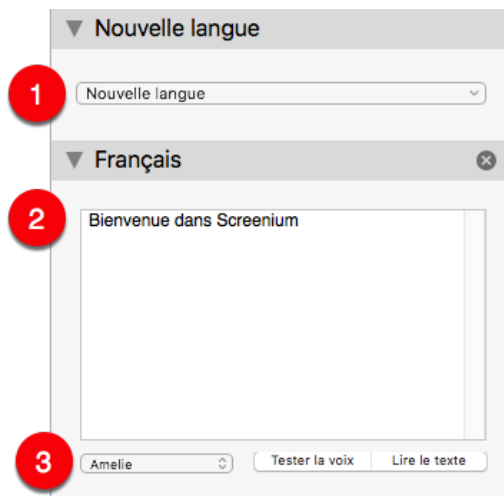 Nouvelle langue
1
Nouvelle langue
Français
2
Bienvenue dans Screenium
3
Amelie
Tester la voix
Lire le texte